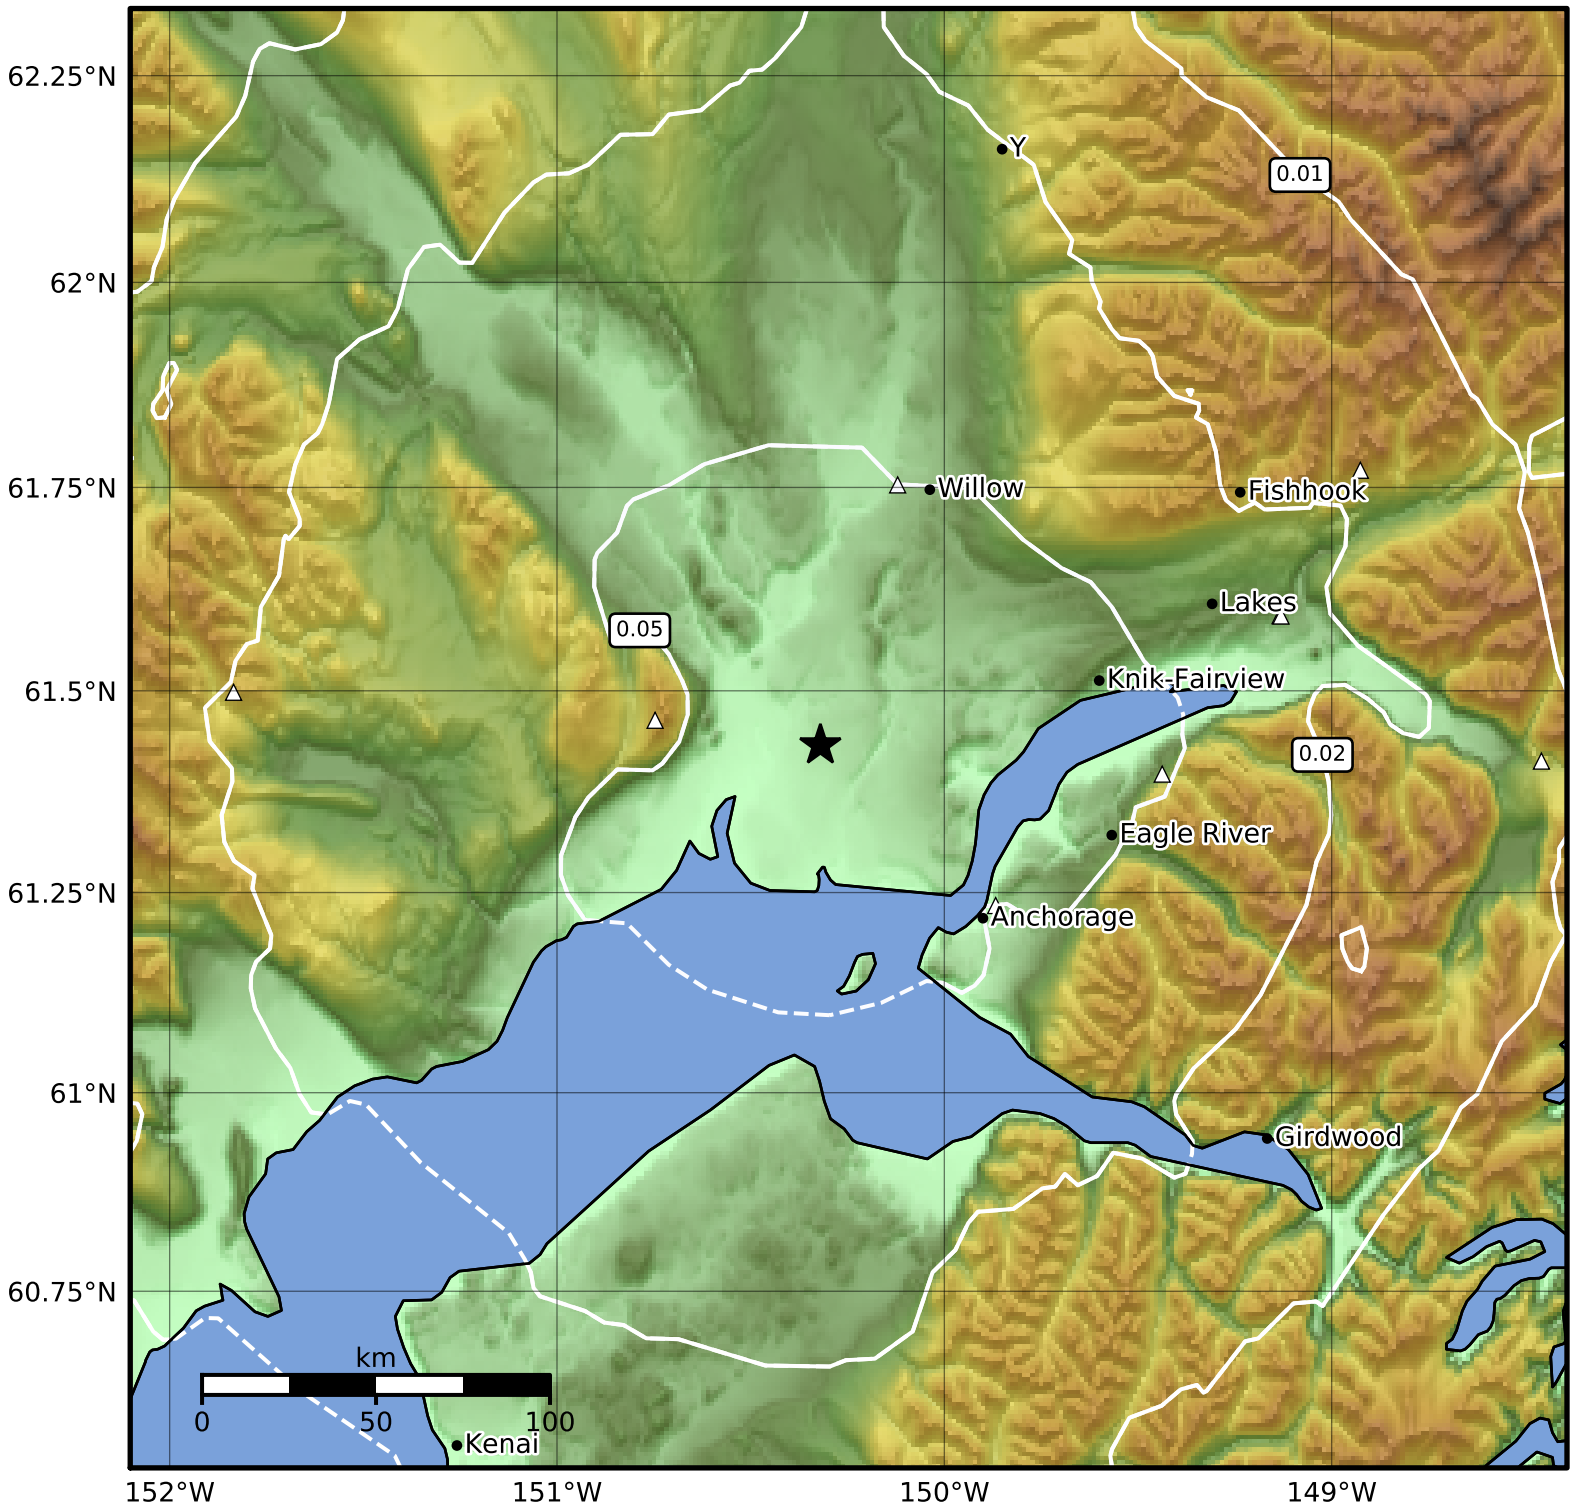 62.25°N
Y
0.01
62°N
61.75°N
Willow
Fishhook
Lakes
0.05
61.5°N
Knik-Fairview
0.02
Eagle River
61.25°N
Anchorage
61°N
Girdwood
60.75°N
km
0 50 100
Kenai
152°W 151°W 150°W 149°W